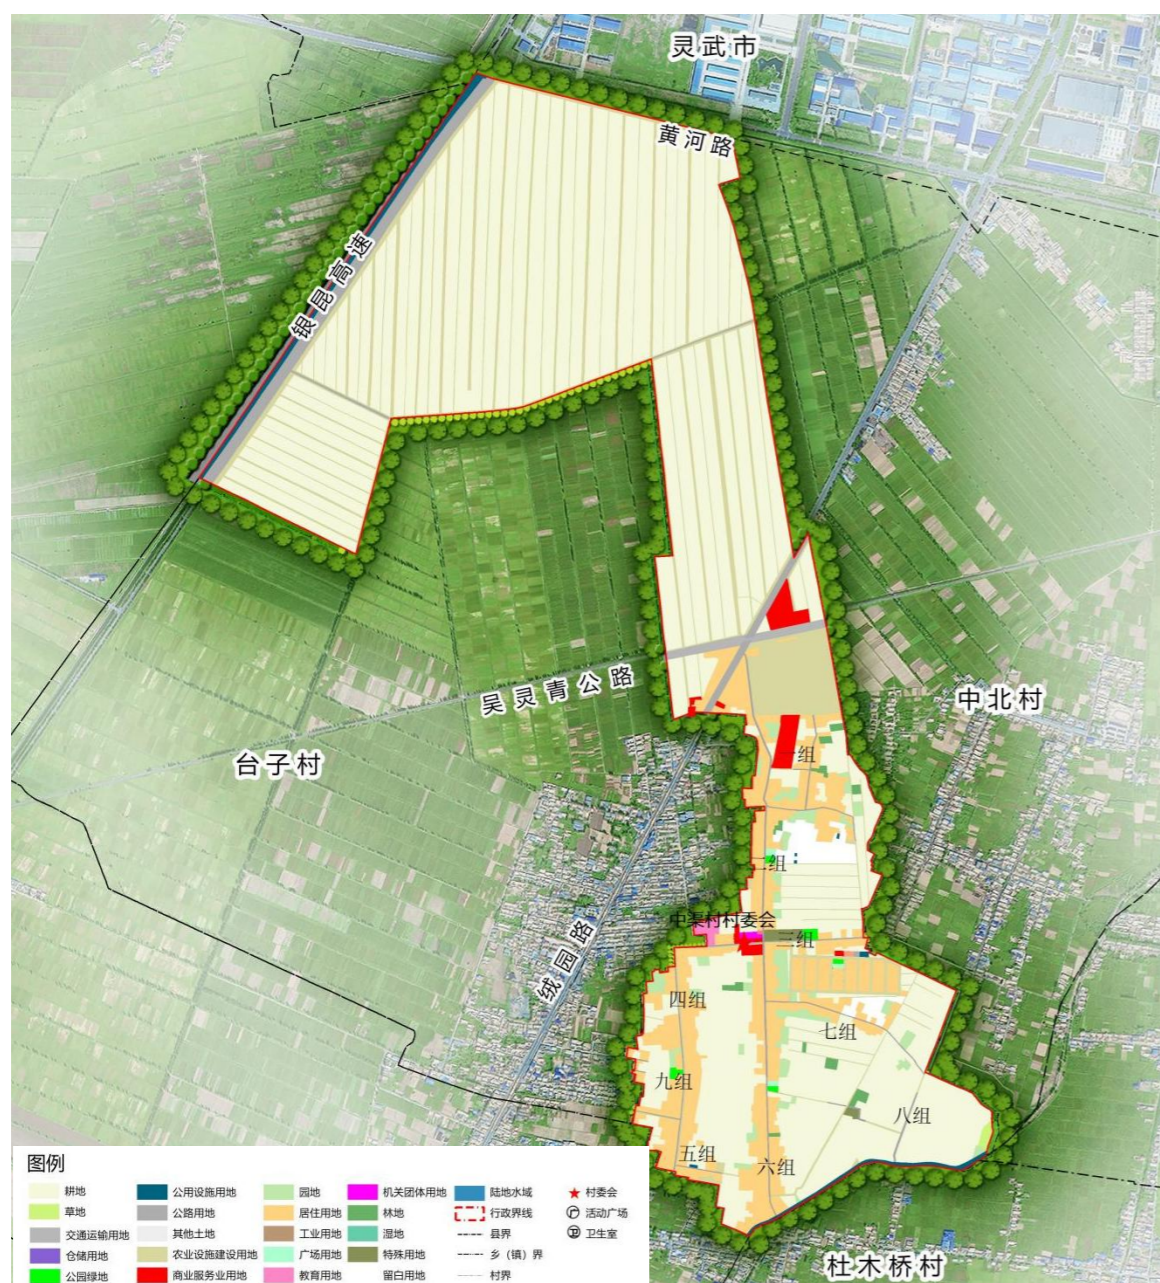 灵武市
黄河路
银昆高速
吴灵青公路
中北村
台子村
一组
二组
中渠村村委会
三组
绒园路
四组
七组
九组
八组
五组
六组
杜木桥村
图例
耕地
公用设施用地
园地
机关团体用地
陆地水域
村委会
草地
公路用地
居住用地
林地
行政界线
活动广场
交通运输用地
其他土地
工业用地
湿地
县界
卫生室
仓储用地
农业设施建设用地
广场用地
特殊用地
乡（镇）界
公园绿地
商业服务业用地
教育用地
留白用地
村界